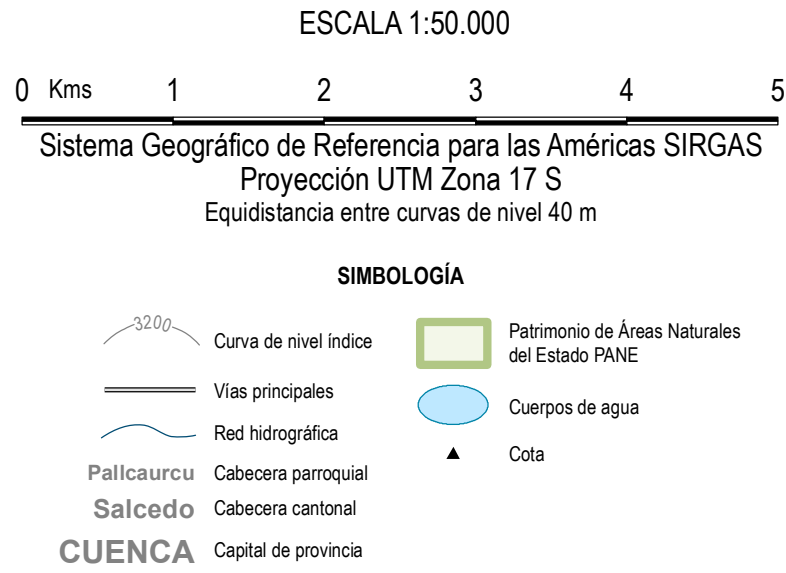 ESCALA 1:50.000
0 Kms 1 2 3 4 5
Sistema Geográfico de Referencia para las Américas SIRGAS
Proyección UTM Zona 17 S
Equidistancia entre curvas de nivel 40 m
SIMBOLOGÍA
3200 Curva de nivel índice
Vías principales
Red hidrográfica
Pallcaurcu Cabecera parroquial
Salcedo Cabecera cantonal
CUENCA Capital de provincia
Patrimonio de Áreas Naturales
del Estado PANE
Cuerpos de agua
Cota